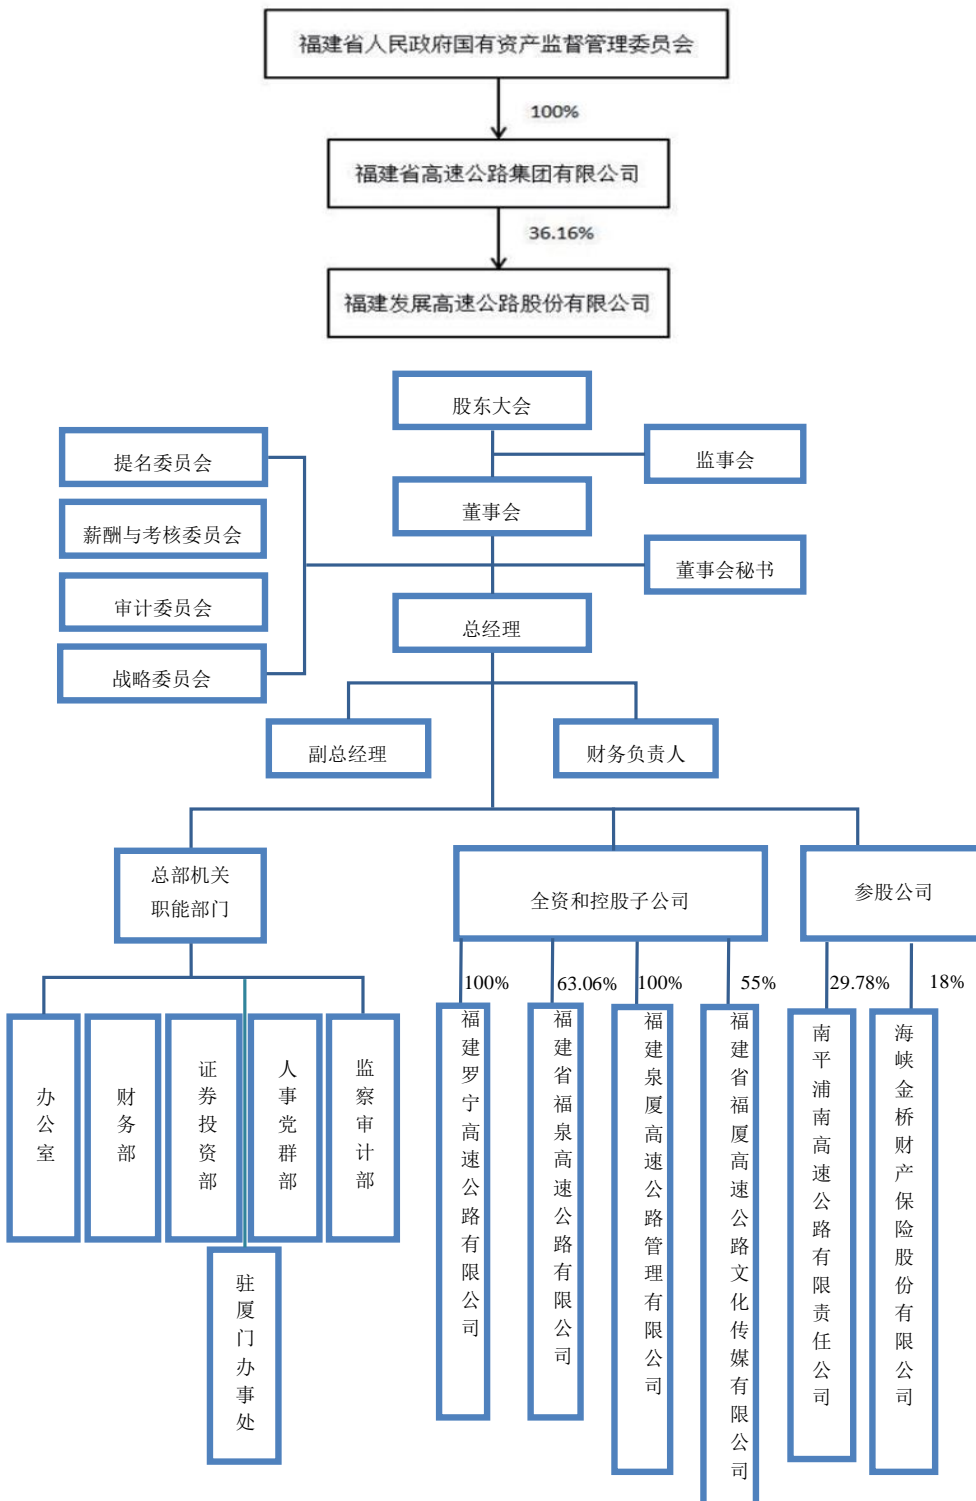 福建省人民政府国有资产监督管理委员会
100%
福建省高速公路集团有限公司
36.16%
福建发展高速公路股份有限公司
股东大会
提名委员会
监事会
董事会
薪酬与考核委员会
董事会秘书
审计委员会
总经理
战略委员会
副总经理
财务负责人
总部机关
职能部门
全资和控股子公司
参股公司
100%
63.06%
100%
55%
29.78%
18%
办公室
财务部
证券投资部
人事党群部
监察审计部
驻厦门办事处
福建罗宁高速公路有限公司
福建省福泉高速公路有限公司
福建泉厦高速公路管理有限公司
福建省福厦高速公路文化传媒有限公司
南平浦南高速公路有限责任公司
海峡金桥财产保险股份有限公司